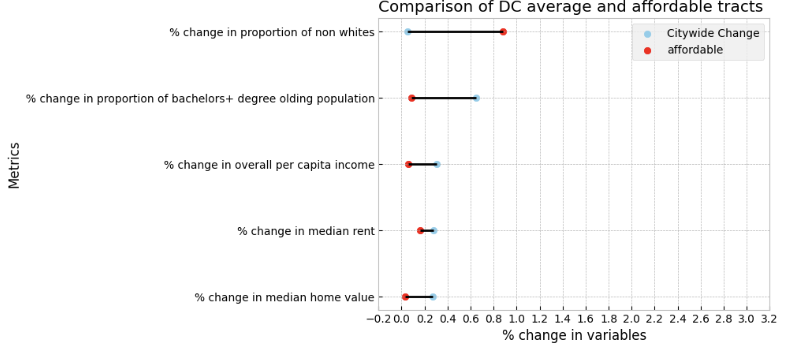 Comparison of DC average and affordable tracts
Citywide Change
affordable
Metrics
% change in proportion of non whites
% change in proportion of bachelors+ degree olding population
% change in overall per capita income
% change in median rent
% change in median home value
−0.2 0.0 0.2 0.4 0.6 0.8 1.0 1.2 1.4 1.6 1.8 2.0 2.2 2.4 2.6 2.8 3.0 3.2
% change in variables